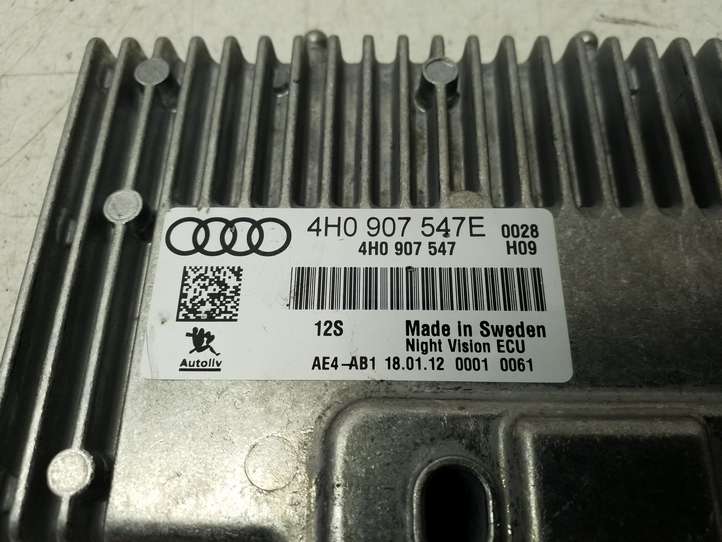 4H0 907 547E 0028
4H0 907 547 H09
12S Made in Sweden
Night Vision ECU
Autoliv AE4-AB1 18.01.12 0001 0061